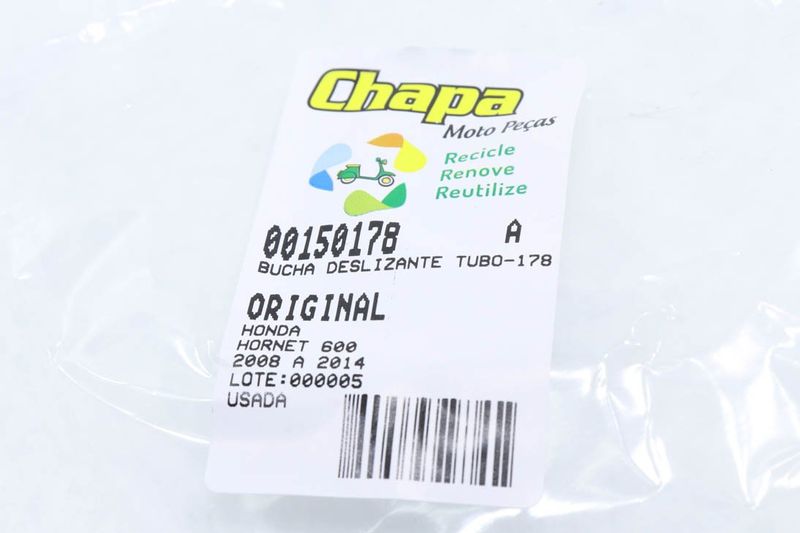 Chapa
Moto Peças
Recicle
Renove
Reutilize
00150178 A
BUCHA DESLIZANTE TUBO-178
ORIGINAL
HONDA
HORNET 600
2008 A 2014
LOTE:000005
USADA